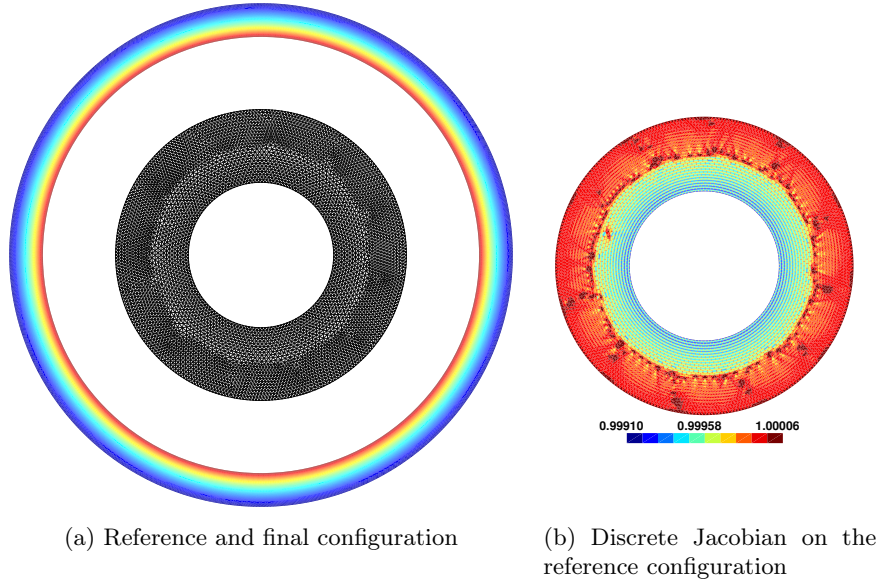 0.99910 0.99958 1.00006
(a) Reference and final configuration
(b) Discrete Jacobian on the
reference configuration